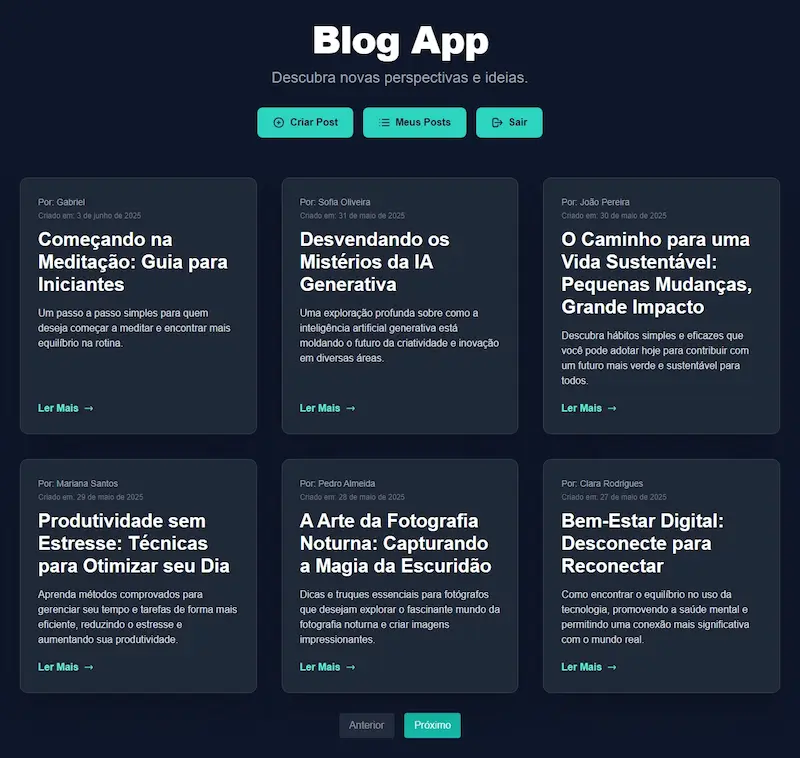 Blog App
Descubra novas perspectivas e ideias.
Criar Post
Meus Posts
Sair
Por: Gabriel
Criado em: 3 de junho de 2025
Começando na
Meditação: Guia para
Iniciantes
Um passo a passo simples para quem
deseja começar a meditar e encontrar mais
equilíbrio na rotina.
Ler Mais →
Por: Sofia Oliveira
Criado em: 31 de maio de 2025
Desvendando os
Mistérios da IA
Generativa
Uma exploração profunda sobre como a
inteligência artificial generativa está
moldando o futuro da criatividade e inovação
em diversas áreas.
Ler Mais →
Por: João Pereira
Criado em: 30 de maio de 2025
O Caminho para uma
Vida Sustentável:
Pequenas Mudanças,
Grande Impacto
Descubra hábitos simples e eficazes que
você pode adotar hoje para contribuir com
um futuro mais verde e sustentável para
todos.
Ler Mais →
Por: Mariana Santos
Criado em: 29 de maio de 2025
Produtividade sem
Estresse: Técnicas
para Otimizar seu Dia
Aprenda métodos comprovados para
gerenciar seu tempo e tarefas de forma mais
eficiente, reduzindo o estresse e
aumentando sua produtividade.
Ler Mais →
Por: Pedro Almeida
Criado em: 28 de maio de 2025
A Arte da Fotografia
Noturna: Capturando
a Magia da Escuridão
Dicas e truques essenciais para fotógrafos
que desejam explorar o fascinante mundo da
fotografia noturna e criar imagens
impressionantes.
Ler Mais →
Por: Clara Rodrigues
Criado em: 27 de maio de 2025
Bem-Estar Digital:
Desconecte para
Reconectar
Como encontrar o equilíbrio no uso da
tecnologia, promovendo a saúde mental e
permitindo uma conexão mais significativa
com o mundo real.
Ler Mais →
Anterior
Próximo